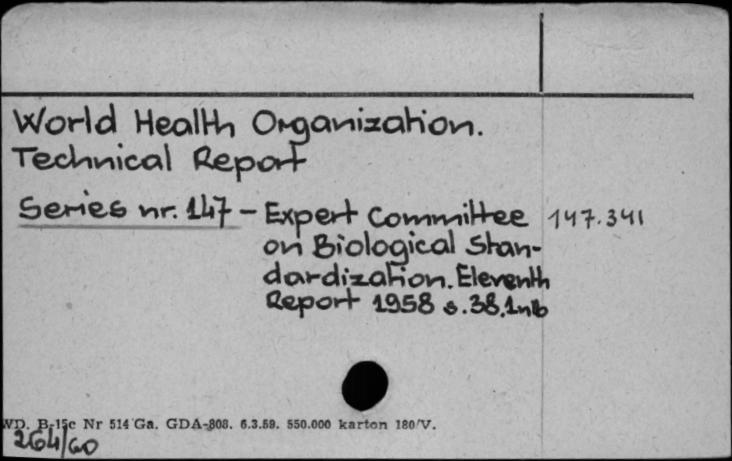 World Health Organization.
Technical Report
Series nr. 147 - Expert Committee 147.341
on Biological Stan-
dardization. Eleventh
Report 1958 s.38.1nlb
WD. B-15c Nr 514 Ga. GDA-808. 6.3.59. 550.000 karton 180/V.
264/60